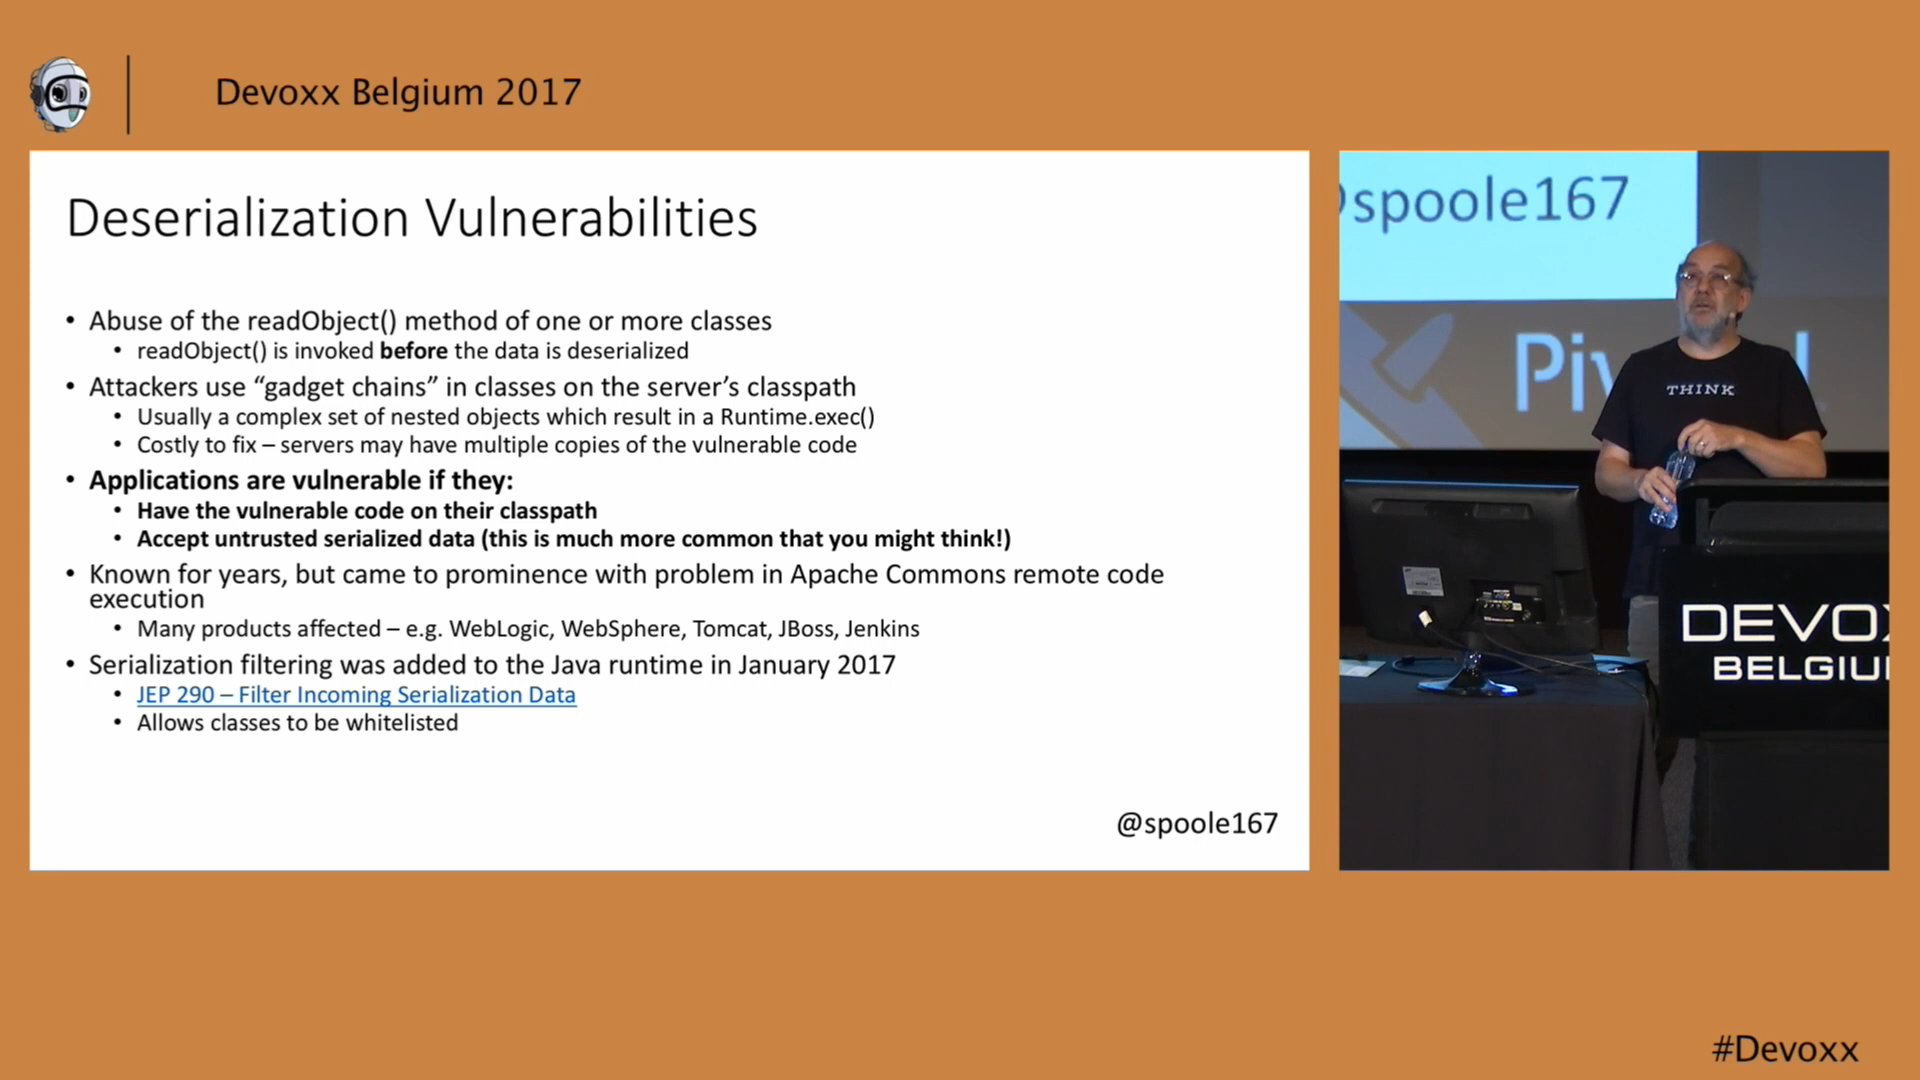 Devoxx Belgium 2017
Deserialization Vulnerabilities
• Abuse of the readObject() method of one or more classes
• readObject() is invoked before the data is deserialized
• Attackers use “gadget chains” in classes on the server’s classpath
• Usually a complex set of nested objects which result in a Runtime.exec()
• Costly to fix – servers may have multiple copies of the vulnerable code
• Applications are vulnerable if they:
• Have the vulnerable code on their classpath
• Accept untrusted serialized data (this is much more common that you might think!)
• Known for years, but came to prominence with problem in Apache Commons remote code
execution
• Many products affected – e.g. WebLogic, WebSphere, Tomcat, JBoss, Jenkins
• Serialization filtering was added to the Java runtime in January 2017
• JEP 290 – Filter Incoming Serialization Data
• Allows classes to be whitelisted
@spoole167
spoole167
THINK
DEVOX
BELGIU
#Devoxx